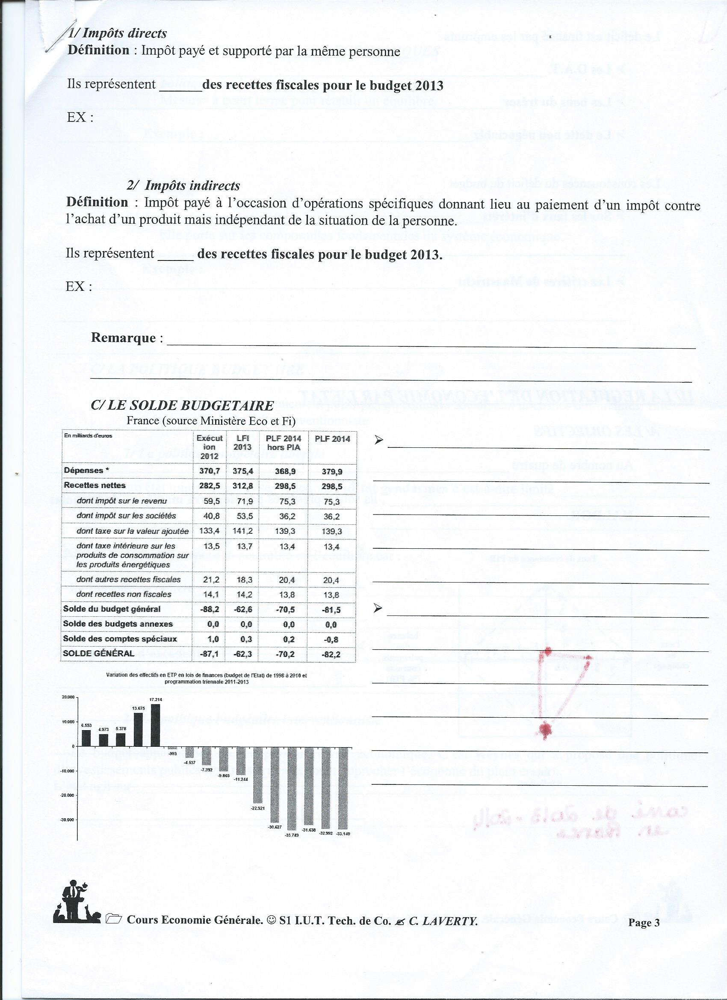 1/ Impôts directs
Définition : Impôt payé et supporté par la même personne
Ils représentent ______des recettes fiscales pour le budget 2013
EX :
2/ Impôts indirects
Définition : Impôt payé à l’occasion d’opérations spécifiques donnant lieu au paiement d’un impôt contre
l’achat d’un produit mais indépendant de la situation de la personne.
Ils représentent _____ des recettes fiscales pour le budget 2013.
EX :
Remarque :
C/ LE SOLDE BUDGETAIRE
France (source Ministère Eco et Fi)
En milliards d'euros Exécut LFI PLF 2014 PLF 2014
ion 2013 hors PIA
2012
Dépenses * 370,7 375,4 368,9 379,9
Recettes nettes 282,5 312,8 298,5 298,5
dont impôt sur le revenu 59,5 71,9 75,3 75,3
dont impôt sur les sociétés 40,8 53,5 36,2 36,2
dont taxe sur la valeur ajoutée 133,4 141,2 139,3 139,3
dont taxe intérieure sur les 13,5 13,7 13,4 13,4
produits de consommation sur
les produits énergétiques
dont autres recettes fiscales 21,2 18,3 20,4 20,4
dont recettes non fiscales 14,1 14,2 13,8 13,8
Solde du budget général -88,2 -62,6 -70,5 -81,5
Solde des budgets annexes 0,0 0,0 0,0 0,0
Solde des comptes spéciaux 1,0 0,3 0,2 -0,8
SOLDE GÉNÉRAL -87,1 -62,3 -70,2 -82,2
Variation des effectifs en ETP en lois de finances (budget de l'Etat) de 1998 à 2010 et
programmation triennale 2011-2013
20.000
17.214
13.675
10.000
6.553
4.973
5.378
0
-993
-4.537
-7.392
-9.865
-11.244
-10.000
-20.000
-22.921
-30.000
-30.627
-33.749
-31.638
-32.992
-33.149
Cours Economie Générale. ☺ S1 I.U.T. Tech. de Co. C. LAVERTY.
Page 3